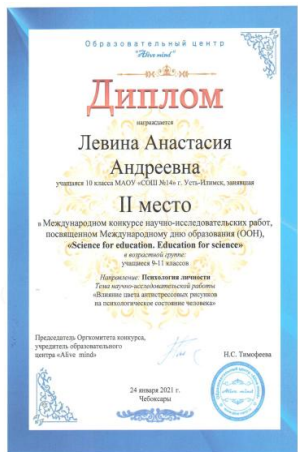 Образовательный центр
"Alive mind"
Диплом
награждается
Левина Анастасия
Андреевна
учащаяся 10 класса МАОУ «СОШ №14» г. Усть-Илимск, занявшая
II место
в Международном конкурсе научно-исследовательских работ,
посвященном Международному дню образования (ООН),
«Science for education. Education for science»
в возрастной группе:
учащиеся 9-11 классов
Направление: Психология личности
Тема научно-исследовательской работы
«Влияние цвета антистрессовых рисунков
на психологическое состояние человека»
Председатель Оргкомитета конкурса,
учредитель образовательного
центра «Alive mind»
Н.С. Тимофеева
Alive mind
24 января 2021 г.
Чебоксары